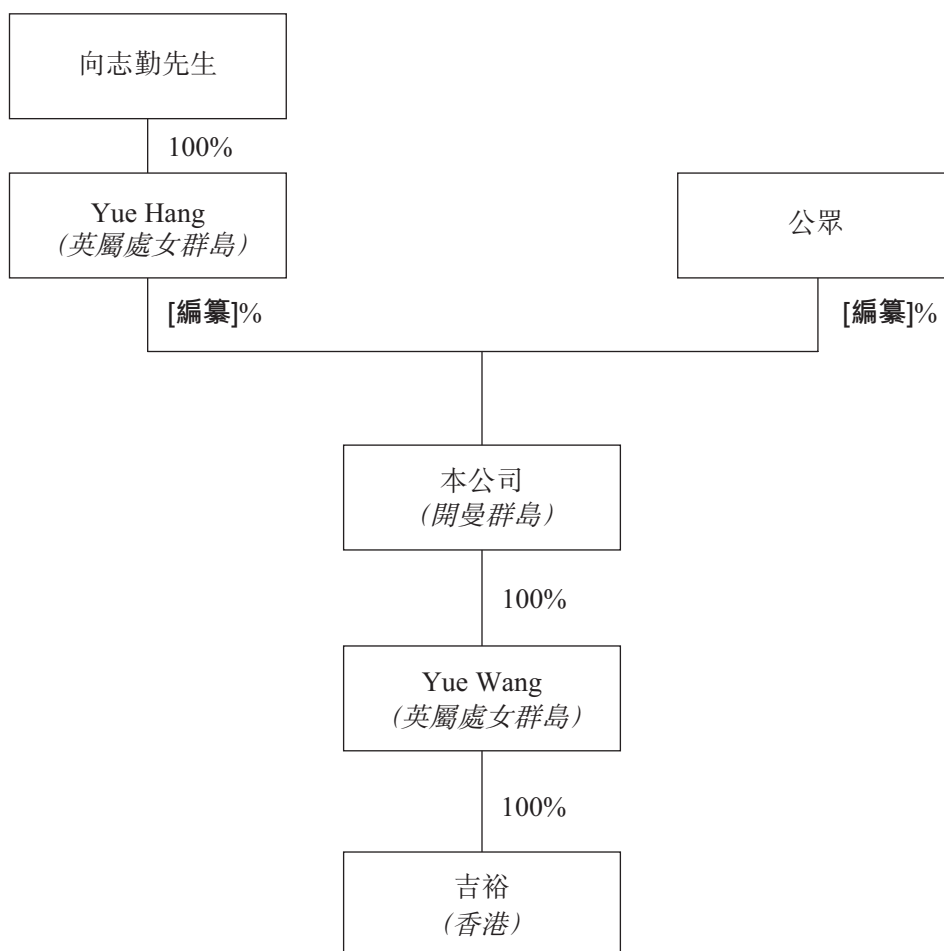 向志勤先生
100%
Yue Hang
(英屬處女群島)
公眾
[編纂]%
[編纂]%
本公司
(開曼群島)
100%
Yue Wang
(英屬處女群島)
100%
吉裕
(香港)